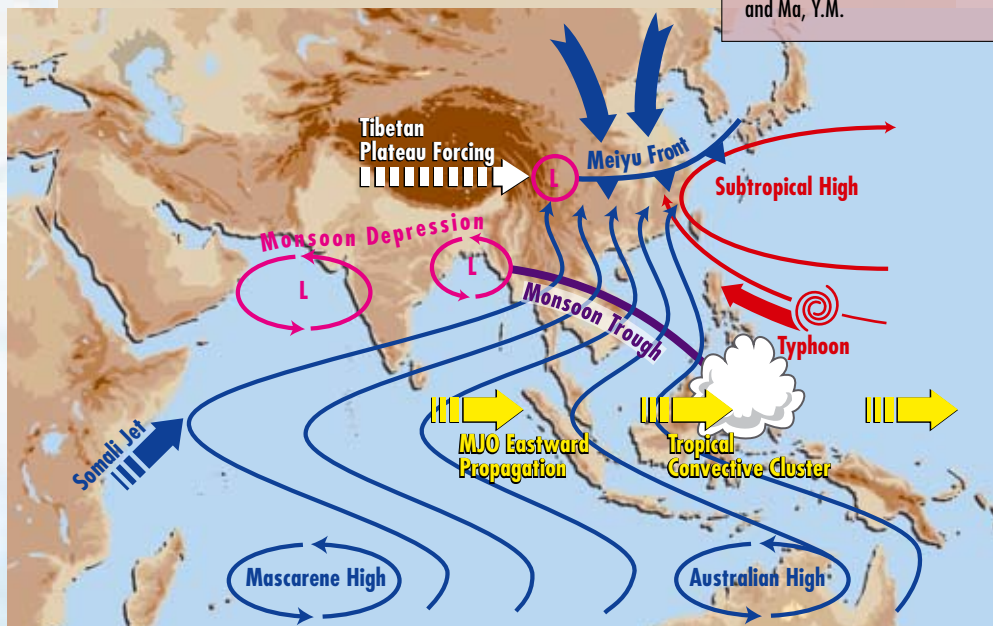 and Ma, Y.M.
Tibetan
Plateau Forcing
L
Meiyu Front
Subtropical High
Monsoon Depression
L
L
Monsoon Trough
Typhoon
Somali Jet
MJO Eastward
Propagation
Tropical
Convective Cluster
Mascarene High
Australian High